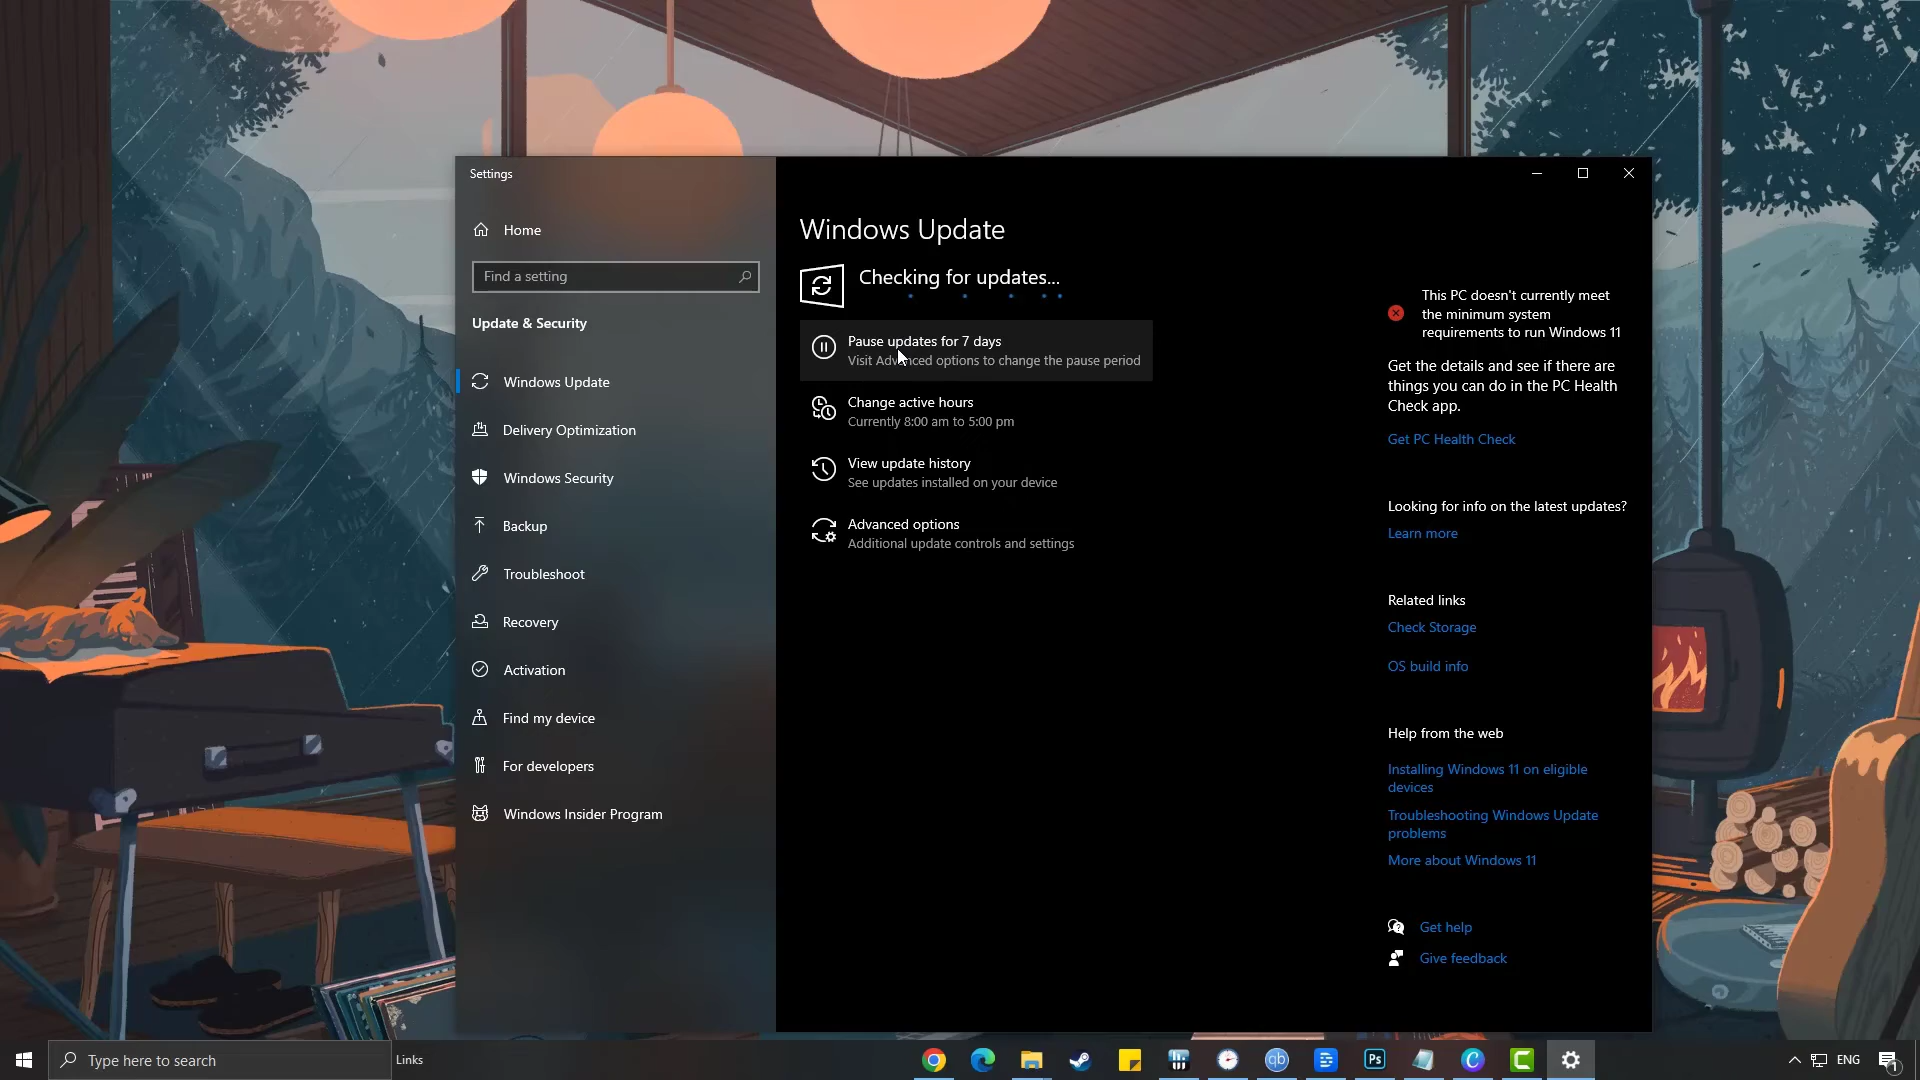 Settings
Home
Find a setting
Update & Security
Windows Update
Delivery Optimization
Windows Security
Backup
Troubleshoot
Recovery
Activation
Find my device
For developers
Windows Insider Program
Windows Update
Checking for updates...
Pause updates for 7 days
Visit Advanced options to change the pause period
Change active hours
Currently 8:00 am to 5:00 pm
View update history
See updates installed on your device
Advanced options
Additional update controls and settings
This PC doesn't currently meet
the minimum system
requirements to run Windows 11
Get the details and see if there are
things you can do in the PC Health
Check app.
Get PC Health Check
Looking for info on the latest updates?
Learn more
Related links
Check Storage
OS build info
Help from the web
Installing Windows 11 on eligible
devices
Troubleshooting Windows Update
problems
More about Windows 11
Get help
Give feedback
Type here to search
Links
qb
Ps
ENG
1